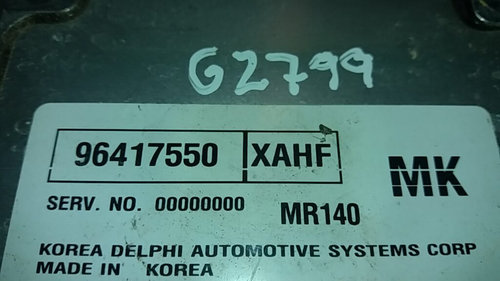 G2799
96417550 XAHF
MK
SERV. NO. 00000000 MR140
KOREA DELPHI AUTOMOTIVE SYSTEMS CORP
MADE IN KOREA